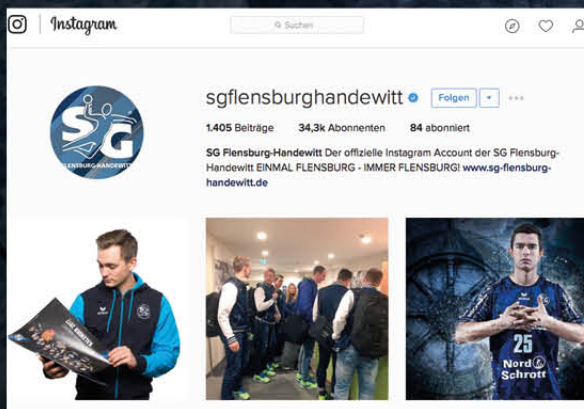 Instagram
Suchen
sgflensburghandewitt Folgen
1.405 Beiträge 34,3k Abonnenten 84 abonniert
SG Flensburg-Handewitt Der offizielle Instagram Account der SG Flensburg-
Handewitt EINMAL FLENSBURG - IMMER FLENSBURG! www.sg-flensburg-
handewitt.de
SG
FLENSBURG-HANDEWITT
25
Nord
Schrott